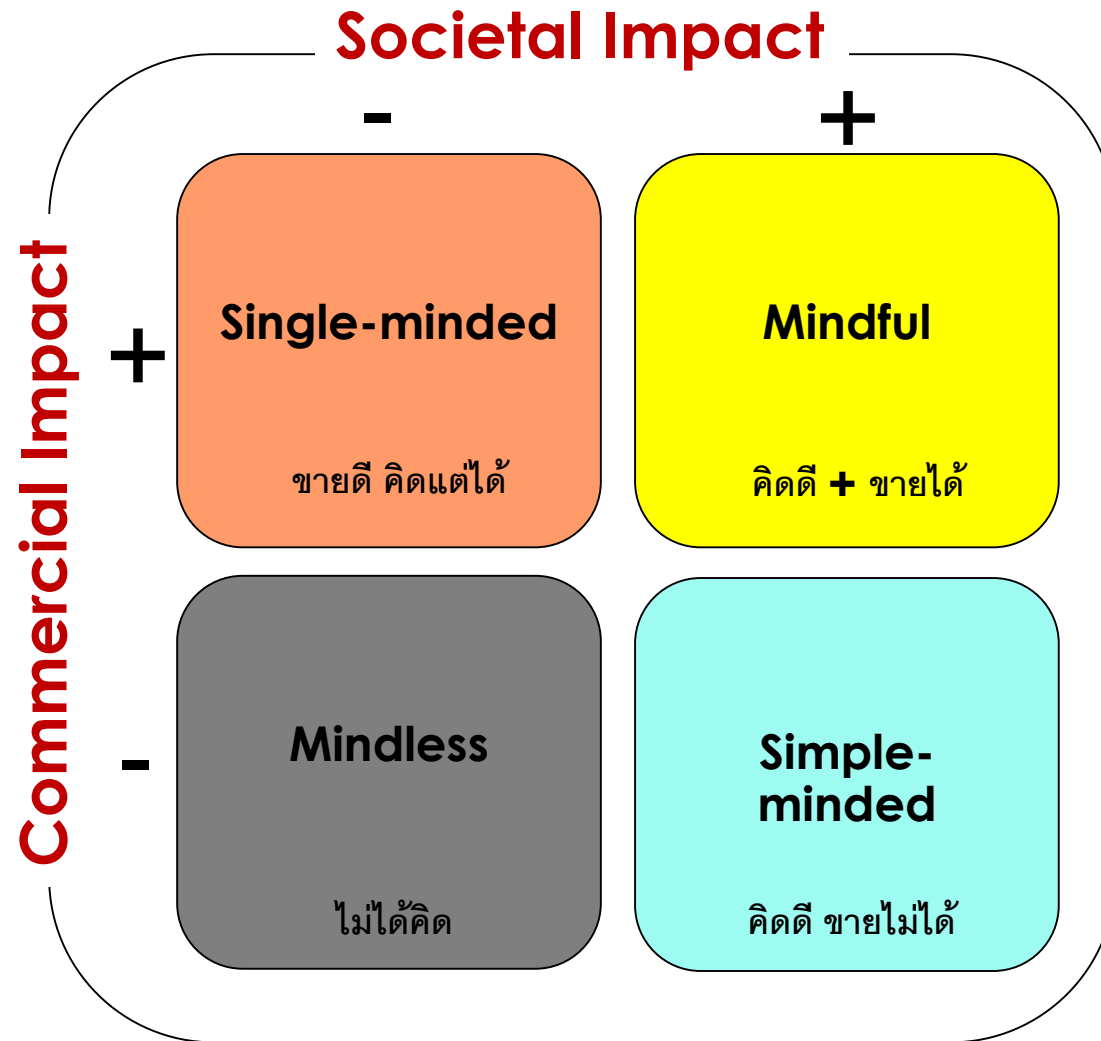 Societal Impact
- +
Commercial Impact
+
Single-minded
ขายดี คิดแต่ได้
Mindful
คิดดี + ขายได้
-
Mindless
ไม่ได้คิด
Simple-
minded
คิดดี ขายไม่ได้